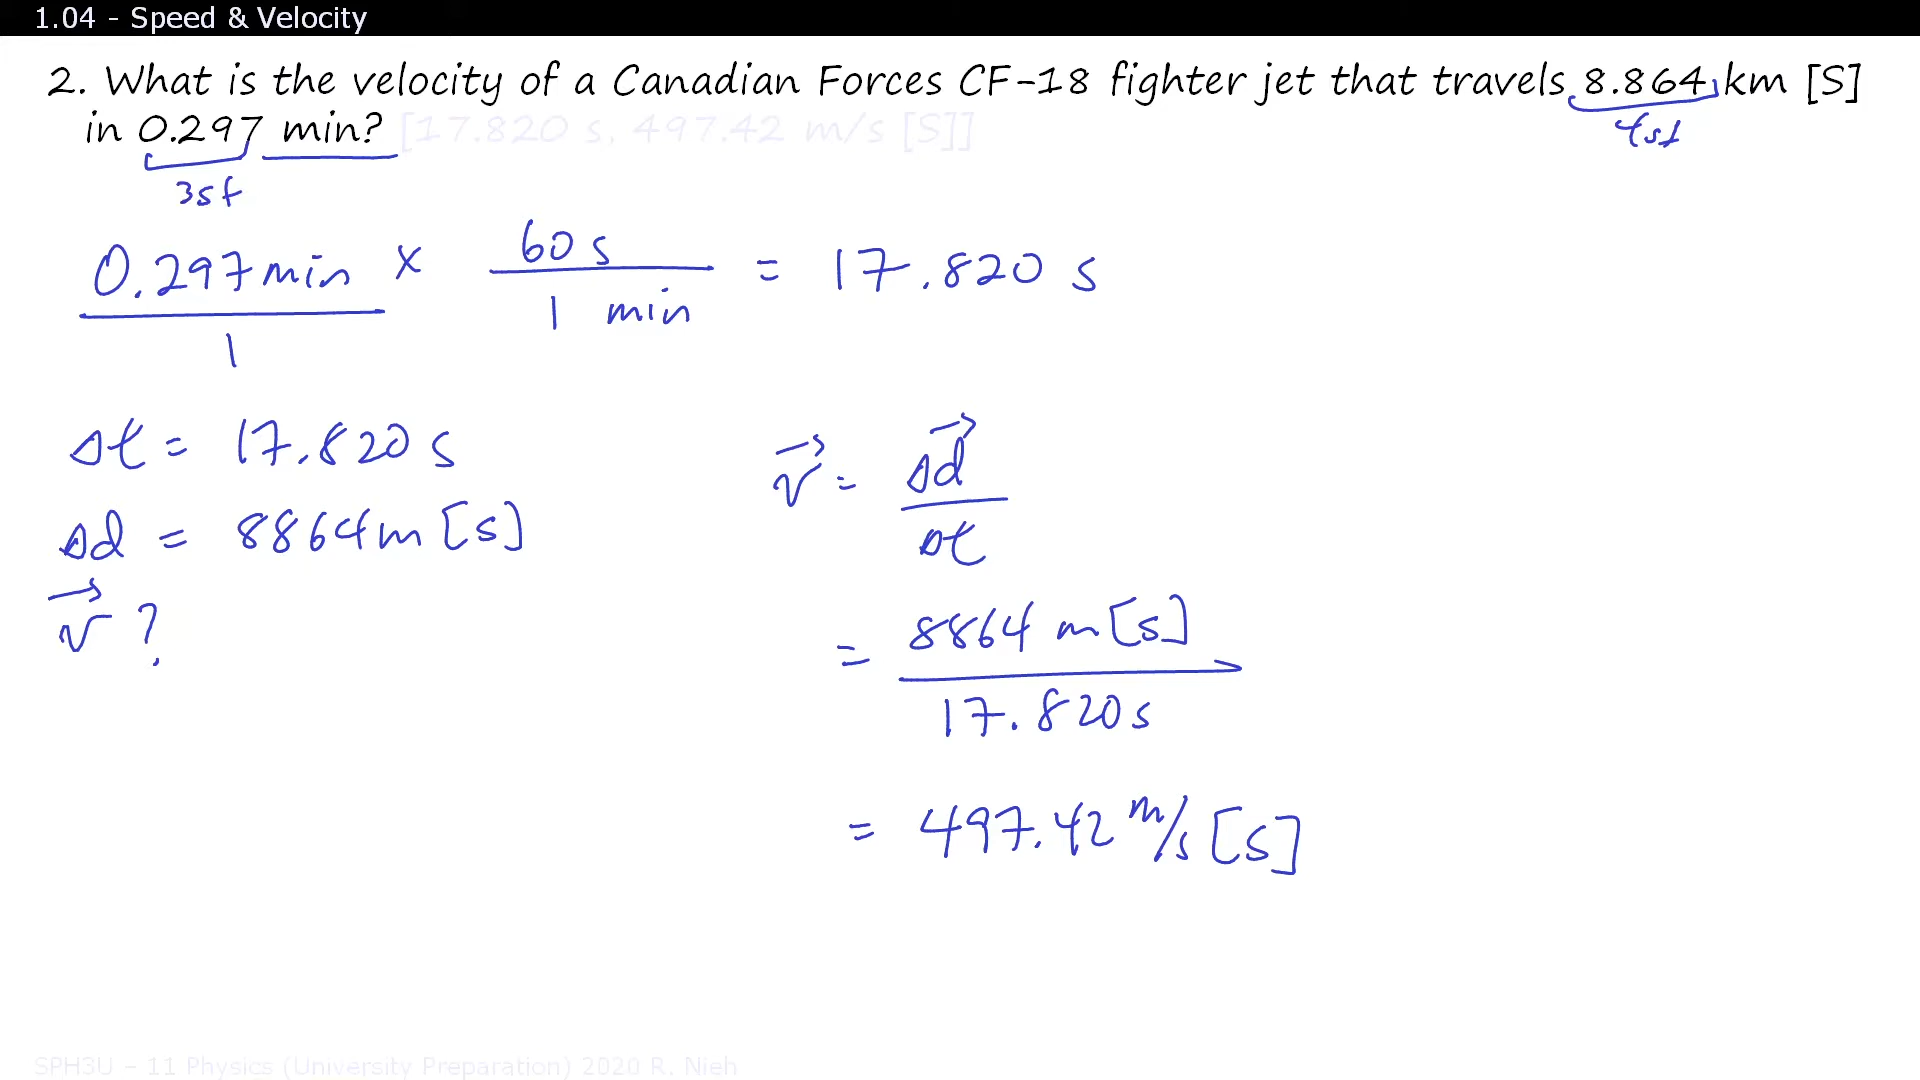 1.04 - Speed & Velocity
2. What is the velocity of a Canadian Forces CF-18 fighter jet that travels 8.864 km [S]
in 0.297 min? [17.820 s, 497.42 m/s [S]]
4sf
3sf
0.297 min / 1 × 60 s / 1 min = 17.820 s
Δt = 17.820 s
Δd = 8864 m [S]
v⃗ ?
v⃗ = Δd⃗ / Δt
= 8864 m [S] / 17.820 s
= 497.42 m/s [S]
SPH3U – 11 Physics (University Preparation) 2020 R. Nieh